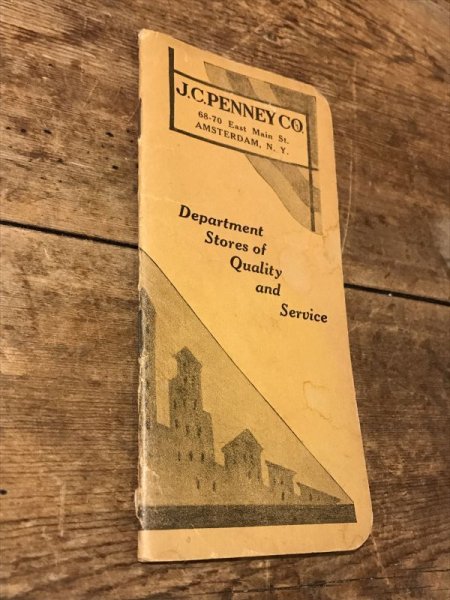 J.C.PENNEY CO.
68-70 East Main St.
AMSTERDAM, N. Y.
Department
Stores of
Quality
and
Service